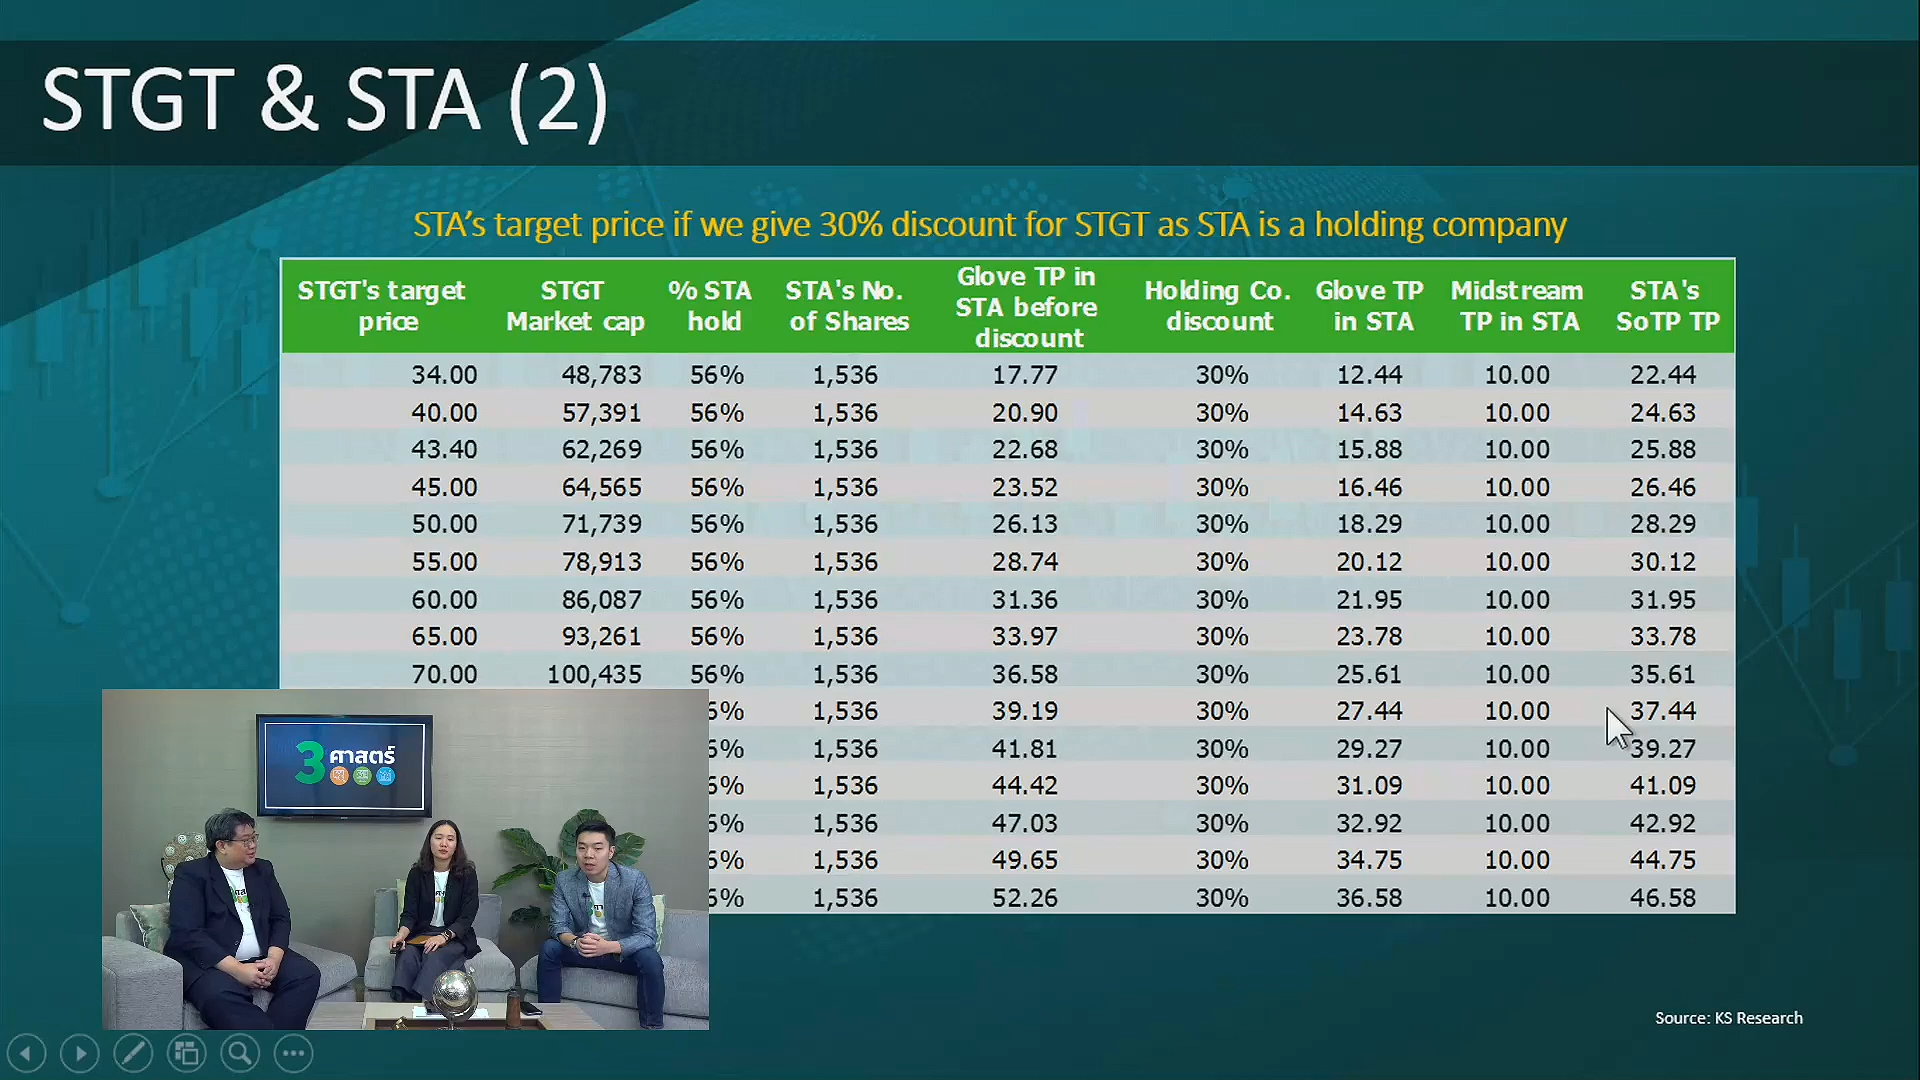 STGT & STA (2)
STA's target price if we give 30% discount for STGT as STA is a holding company
STGT's target price STGT Market cap % STA hold STA's No. of Shares Glove TP in STA before discount Holding Co. discount Glove TP in STA Midstream TP in STA STA's SoTP TP
34.00 48,783 56% 1,536 17.77 30% 12.44 10.00 22.44
40.00 57,391 56% 1,536 20.90 30% 14.63 10.00 24.63
43.40 62,269 56% 1,536 22.68 30% 15.88 10.00 25.88
45.00 64,565 56% 1,536 23.52 30% 16.46 10.00 26.46
50.00 71,739 56% 1,536 26.13 30% 18.29 10.00 28.29
55.00 78,913 56% 1,536 28.74 30% 20.12 10.00 30.12
60.00 86,087 56% 1,536 31.36 30% 21.95 10.00 31.95
65.00 93,261 56% 1,536 33.97 30% 23.78 10.00 33.78
70.00 100,435 56% 1,536 36.58 30% 25.61 10.00 35.61
6% 1,536 39.19 30% 27.44 10.00 37.44
6% 1,536 41.81 30% 29.27 10.00 39.27
6% 1,536 44.42 30% 31.09 10.00 41.09
6% 1,536 47.03 30% 32.92 10.00 42.92
6% 1,536 49.65 30% 34.75 10.00 44.75
6% 1,536 52.26 30% 36.58 10.00 46.58
3 ศาสตร์
Source: KS Research